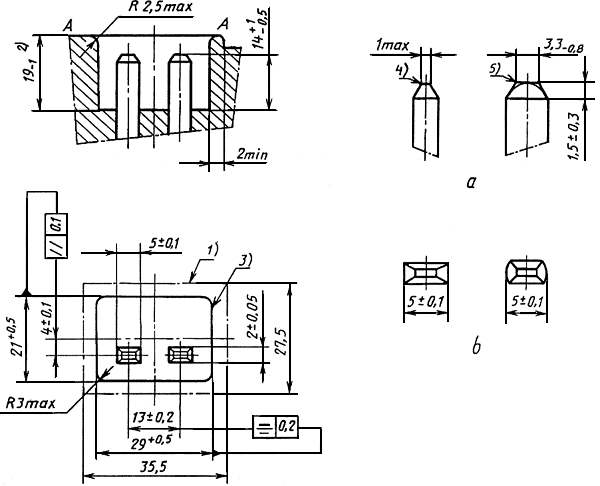 R 2,5max
A
A
19-1
2)
14+1-0,5
2min
1max
3,3-0,8
4)
5)
1,5±0,3
a
// 0,1
5±0,1
1)
3)
21+0,5
4±0,1
2±0,05
27,5
R3max
13±0,2
0,2
29+0,5
35,5
5±0,1
5±0,1
b